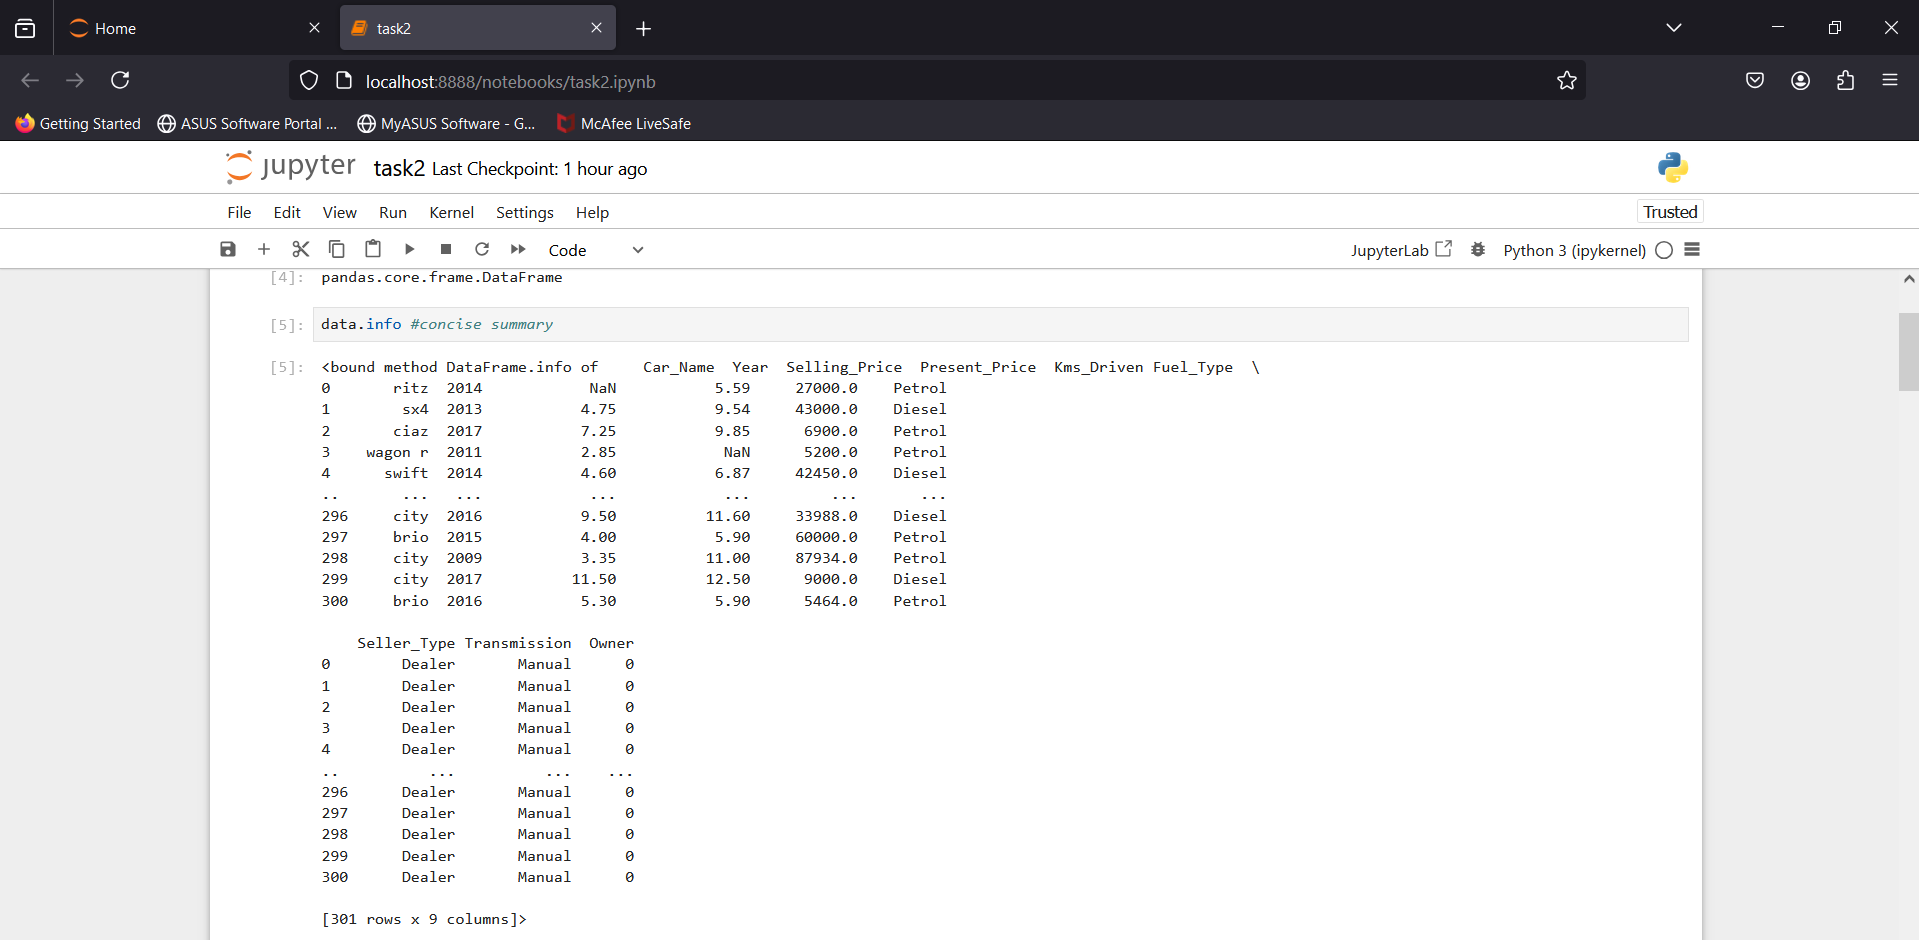 Home
task2
localhost:8888/notebooks/task2.ipynb
Getting Started ASUS Software Portal ... MyASUS Software - G... McAfee LiveSafe
jupyter task2 Last Checkpoint: 1 hour ago
File Edit View Run Kernel Settings Help Trusted
Code JupyterLab Python 3 (ipykernel)
[4]: pandas.core.frame.DataFrame
[5]: data.info #concise summary
[5]: <bound method DataFrame.info of     Car_Name  Year  Selling_Price  Present_Price  Kms_Driven Fuel_Type  \
0       ritz  2014            NaN           5.59     27000.0    Petrol
1        sx4  2013           4.75           9.54     43000.0    Diesel
2       ciaz  2017           7.25           9.85      6900.0    Petrol
3    wagon r  2011           2.85            NaN      5200.0    Petrol
4      swift  2014           4.60           6.87     42450.0    Diesel
..       ...   ...            ...            ...         ...       ...
296     city  2016           9.50          11.60     33988.0    Diesel
297     brio  2015           4.00           5.90     60000.0    Petrol
298     city  2009           3.35          11.00     87934.0    Petrol
299     city  2017          11.50          12.50      9000.0    Diesel
300     brio  2016           5.30           5.90      5464.0    Petrol
Seller_Type Transmission  Owner
0        Dealer       Manual      0
1        Dealer       Manual      0
2        Dealer       Manual      0
3        Dealer       Manual      0
4        Dealer       Manual      0
..          ...          ...    ...
296      Dealer       Manual      0
297      Dealer       Manual      0
298      Dealer       Manual      0
299      Dealer       Manual      0
300      Dealer       Manual      0
[301 rows x 9 columns]>